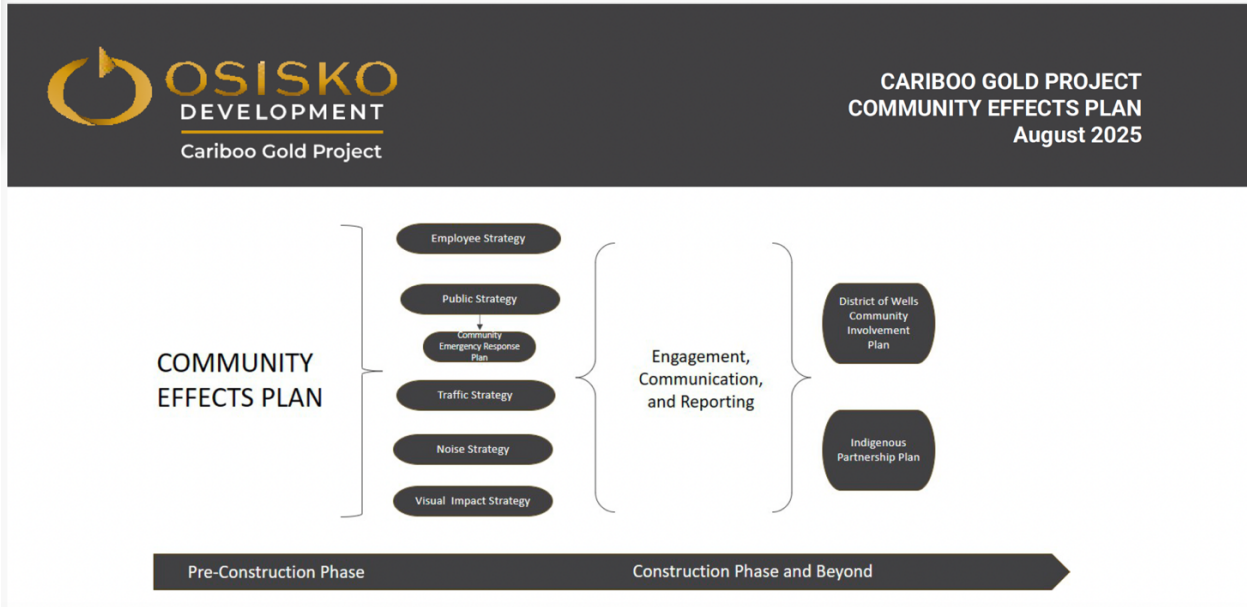 OSISKO
DEVELOPMENT
Cariboo Gold Project
CARIBOO GOLD PROJECT
COMMUNITY EFFECTS PLAN
August 2025
COMMUNITY
EFFECTS PLAN
Employee Strategy
Public Strategy
Community
Emergency Response
Plan
Traffic Strategy
Noise Strategy
Visual Impact Strategy
Engagement,
Communication,
and Reporting
District of Wells
Community
Involvement
Plan
Indigenous
Partnership Plan
Pre-Construction Phase
Construction Phase and Beyond